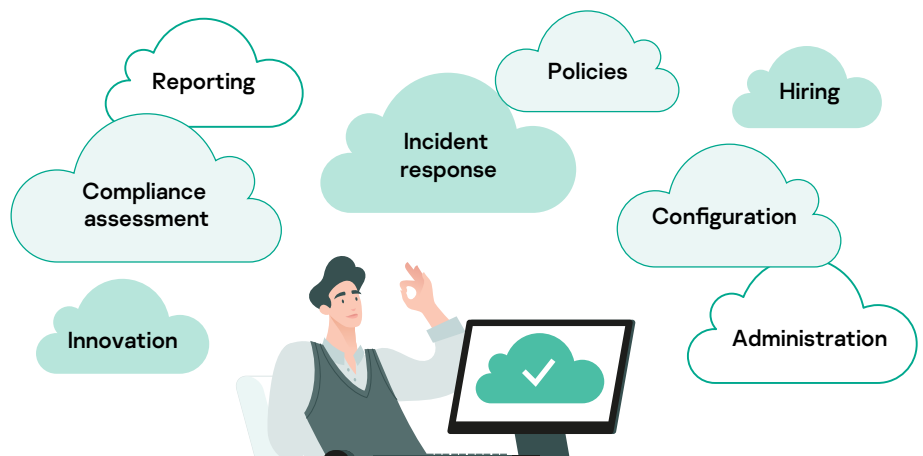 Reporting
Policies
Hiring
Incident
response
Compliance
assessment
Configuration
Innovation
Administration